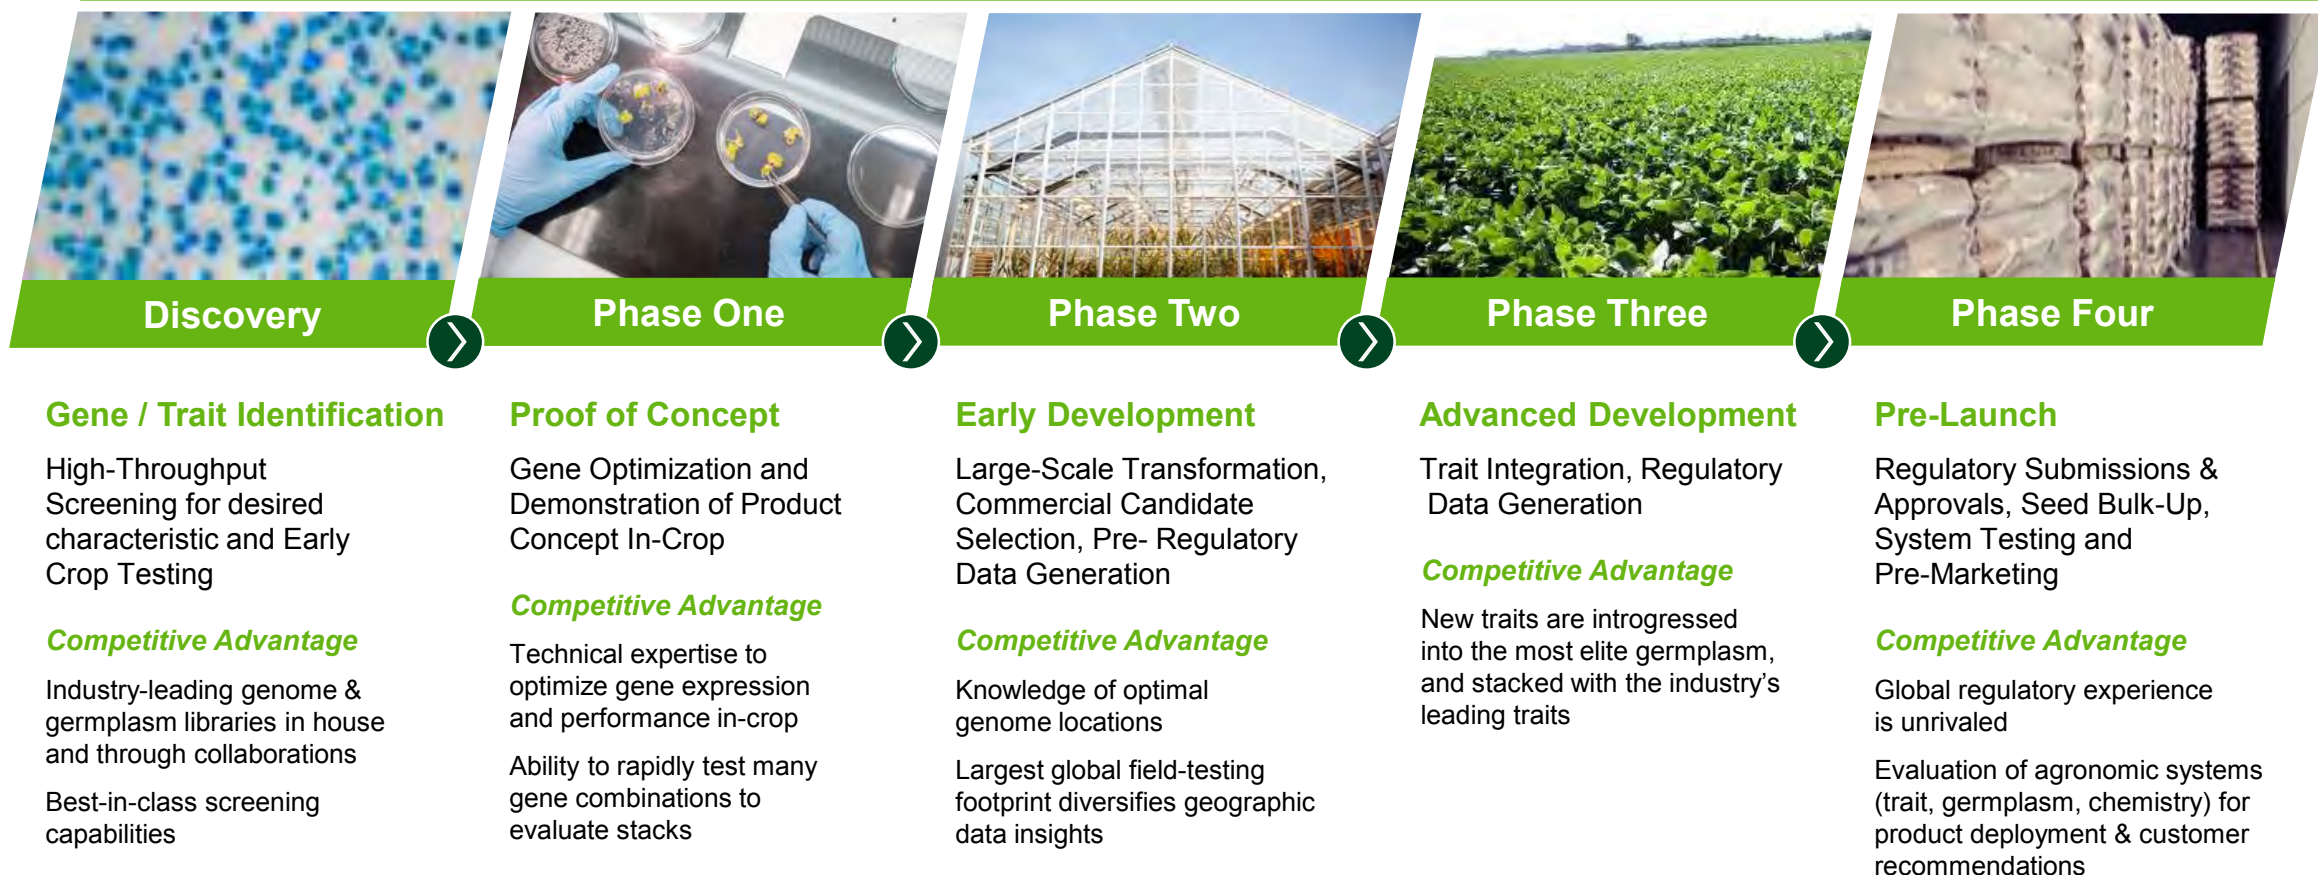 Discovery
Phase One
Phase Two
Phase Three
Phase Four
Gene / Trait Identification
High-Throughput
Screening for desired
characteristic and Early
Crop Testing
Competitive Advantage
Industry-leading genome &
germplasm libraries in house
and through collaborations
Best-in-class screening
capabilities
Proof of Concept
Gene Optimization and
Demonstration of Product
Concept In-Crop
Competitive Advantage
Technical expertise to
optimize gene expression
and performance in-crop
Ability to rapidly test many
gene combinations to
evaluate stacks
Early Development
Large-Scale Transformation,
Commercial Candidate
Selection, Pre- Regulatory
Data Generation
Competitive Advantage
Knowledge of optimal
genome locations
Largest global field-testing
footprint diversifies geographic
data insights
Advanced Development
Trait Integration, Regulatory
Data Generation
Competitive Advantage
New traits are introgressed
into the most elite germplasm,
and stacked with the industry’s
leading traits
Pre-Launch
Regulatory Submissions &
Approvals, Seed Bulk-Up,
System Testing and
Pre-Marketing
Competitive Advantage
Global regulatory experience
is unrivaled
Evaluation of agronomic systems
(trait, germplasm, chemistry) for
product deployment & customer
recommendations